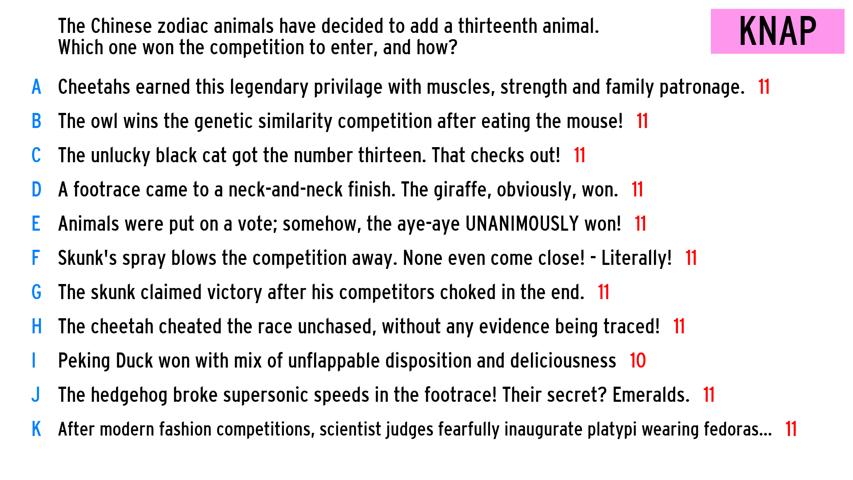 The Chinese zodiac animals have decided to add a thirteenth animal.
Which one won the competition to enter, and how?
KNAP
A Cheetahs earned this legendary privilage with muscles, strength and family patronage. 11
B The owl wins the genetic similarity competition after eating the mouse! 11
C The unlucky black cat got the number thirteen. That checks out! 11
D A footrace came to a neck-and-neck finish. The giraffe, obviously, won. 11
E Animals were put on a vote; somehow, the aye-aye UNANIMOUSLY won! 11
F Skunk's spray blows the competition away. None even come close! - Literally! 11
G The skunk claimed victory after his competitors choked in the end. 11
H The cheetah cheated the race unchased, without any evidence being traced! 11
I Peking Duck won with mix of unflappable disposition and deliciousness 10
J The hedgehog broke supersonic speeds in the footrace! Their secret? Emeralds. 11
K After modern fashion competitions, scientist judges fearfully inaugurate platypi wearing fedoras... 11